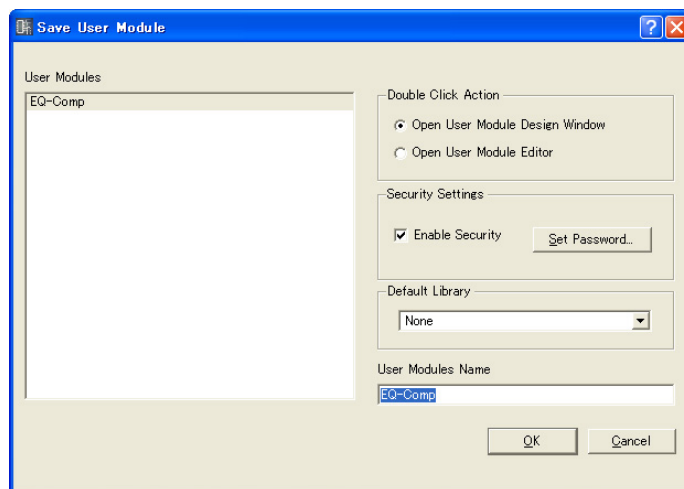 Save User Module
User Modules
EQ-Comp
Double Click Action
Open User Module Design Window
Open User Module Editor
Security Settings
Enable Security
Set Password...
Default Library
None
User Modules Name
EQ-Comp
OK
Cancel